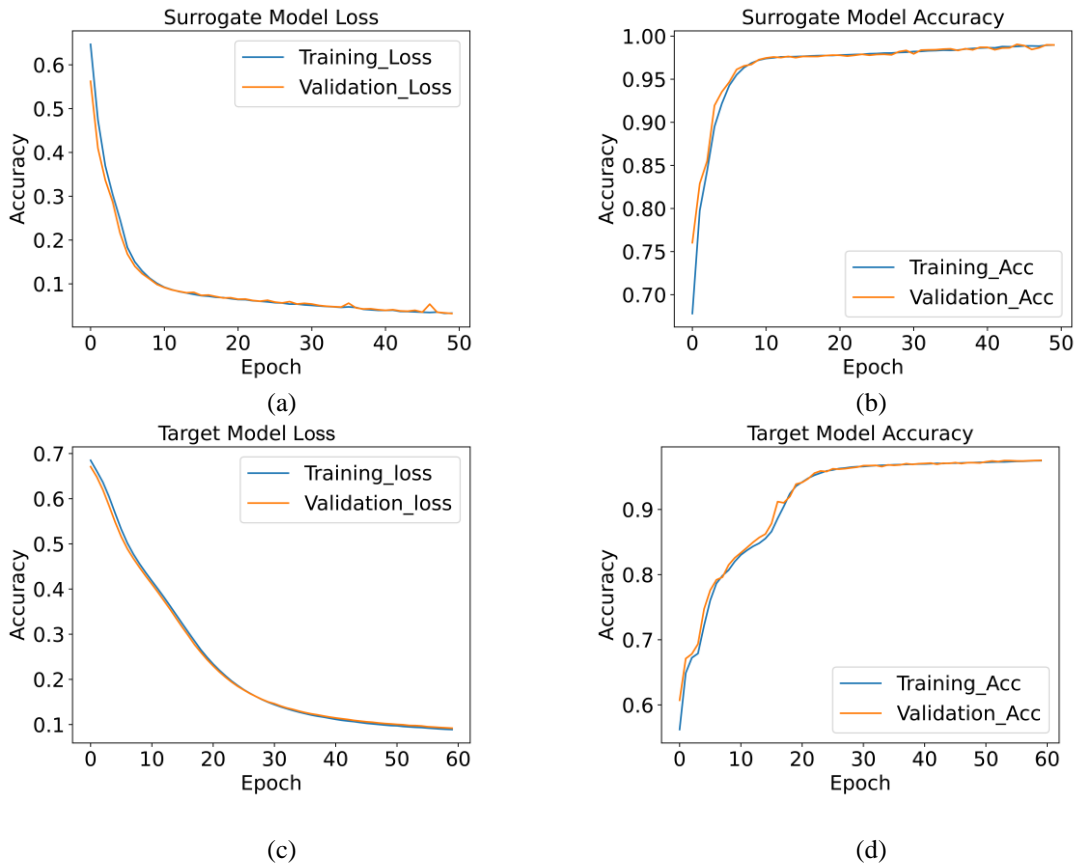 Surrogate Model Loss
0.6
0.5
0.4
0.3
0.2
0.1
Accuracy
Training_Loss
Validation_Loss
0 10 20 30 40 50
Epoch
(a)
Surrogate Model Accuracy
1.00
0.95
0.90
0.85
0.80
0.75
0.70
Accuracy
Training_Acc
Validation_Acc
0 10 20 30 40 50
Epoch
(b)
Target Model Loss
0.7
0.6
0.5
0.4
0.3
0.2
0.1
Accuracy
Training_loss
Validation_loss
0 10 20 30 40 50 60
Epoch
(c)
Target Model Accuracy
0.9
0.8
0.7
0.6
Accuracy
Training_Acc
Validation_Acc
0 10 20 30 40 50 60
Epoch
(d)